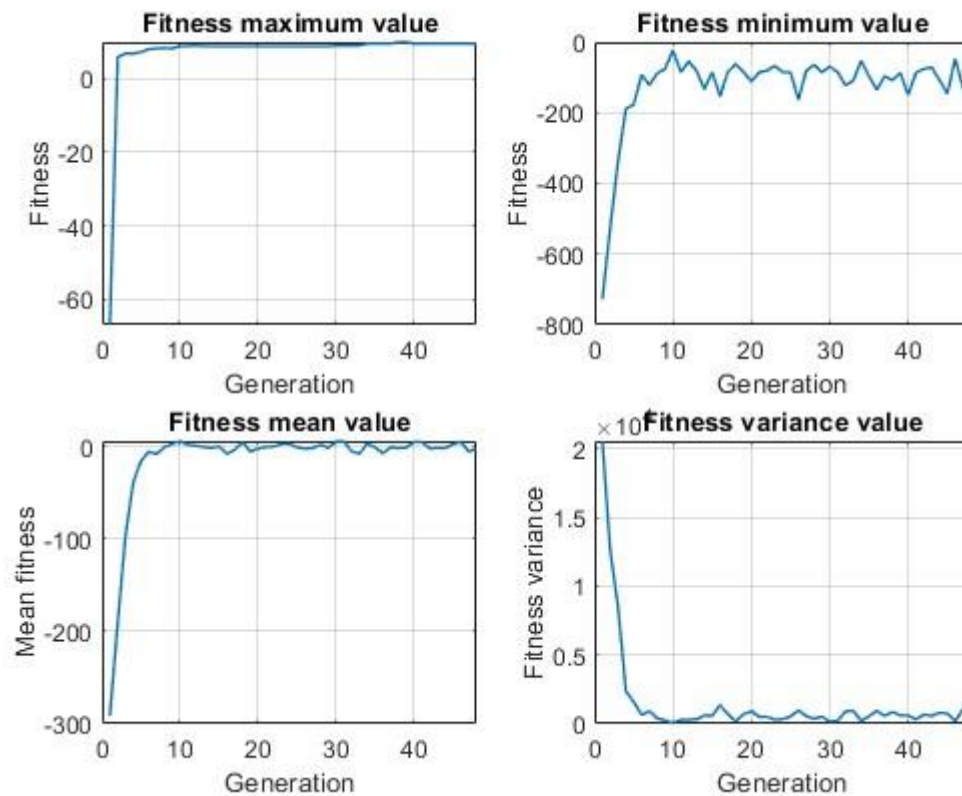 Fitness maximum value
0
-20
-40
-60
Fitness
0 10 20 30 40
Generation
Fitness minimum value
0
-200
-400
-600
-800
Fitness
0 10 20 30 40
Generation
Fitness mean value
0
-100
-200
-300
Mean fitness
0 10 20 30 40
Generation
×10
Fitness variance value
2
1.5
1
0.5
0
Fitness variance
0 10 20 30 40
Generation